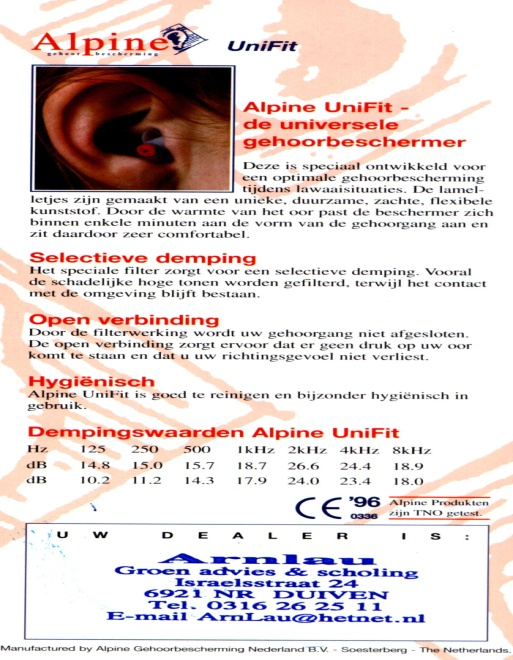 Alpine
gehoorbescherming
UniFit
Alpine UniFit -
de universele
gehoorbeschermer
Deze is speciaal ontwikkeld voor
een optimale gehoorbescherming
tijdens lawaaisituaties. De lamel-
letjes zijn gemaakt van een unieke, duurzame, zachte, flexibele
kunststof. Door de warmte van het oor past de beschermer zich
binnen enkele minuten aan de vorm van de gehoorgang aan en
zit daardoor zeer comfortabel.
Selectieve demping
Het speciale filter zorgt voor een selectieve demping. Vooral
de schadelijke hoge tonen worden gefilterd, terwijl het contact
met de omgeving blijft bestaan.
Open verbinding
Door de filterwerking wordt uw gehoorgang niet afgesloten.
De open verbinding zorgt ervoor dat er geen druk op uw oor
komt te staan en dat u uw richtingsgevoel niet verliest.
Hygiënisch
Alpine UniFit is goed te reinigen en bijzonder hygiënisch in
gebruik.
Dempingswaarden Alpine UniFit
Hz 125 250 500 1kHz 2kHz 4kHz 8kHz
dB 14.8 15.0 15.7 18.7 26.6 24.4 18.9
dB 10.2 11.2 14.3 17.9 24.0 23.4 18.0
CE '96 0336
Alpine Produkten
zijn TNO getest.
UW DEALER IS:
Arnlau
Groen advies & scholing
Israelsstraat 24
6921 NR DUIVEN
Tel. 0316 26 25 11
E-mail ArnLau@hetnet.nl
Manufactured by Alpine Gehoorbescherming Nederland B.V. - Soesterberg - The Netherlands.